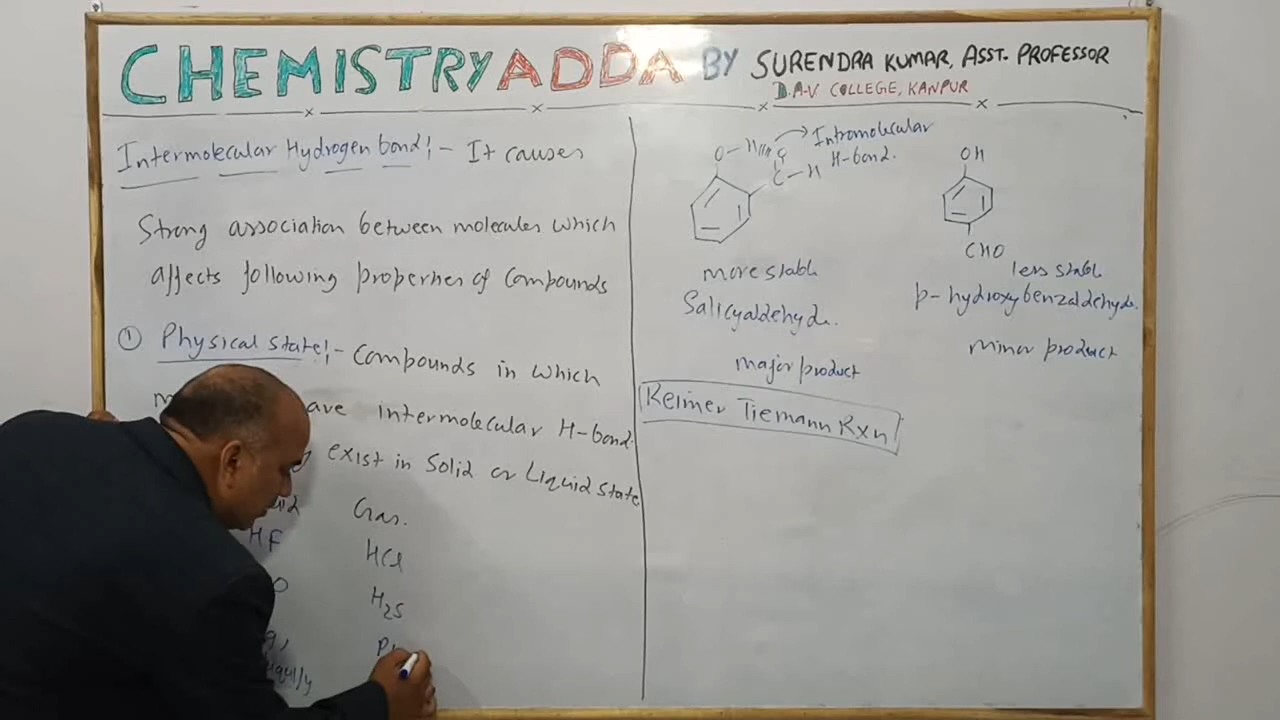 CHEMISTRY ADDA BY SURENDRA KUMAR, ASST. PROFESSOR
D.A-V COLLEGE, KANPUR
Intermolecular Hydrogen bond:- It causes
Strong association between molecules which
affects following properties of Compounds
① Physical state:- Compounds in which
ave intermolecular H-bond
exist in Solid or Liquid state
Gas.
HF
HCl
O
H2S
O - H
O
C - H
Intromolecular
H-bond.
more stable
Salicyaldehyde.
major product
OH
CHO
less stable
p-hydroxybenzaldehyde.
minor product
Reimer Tiemann Rxn